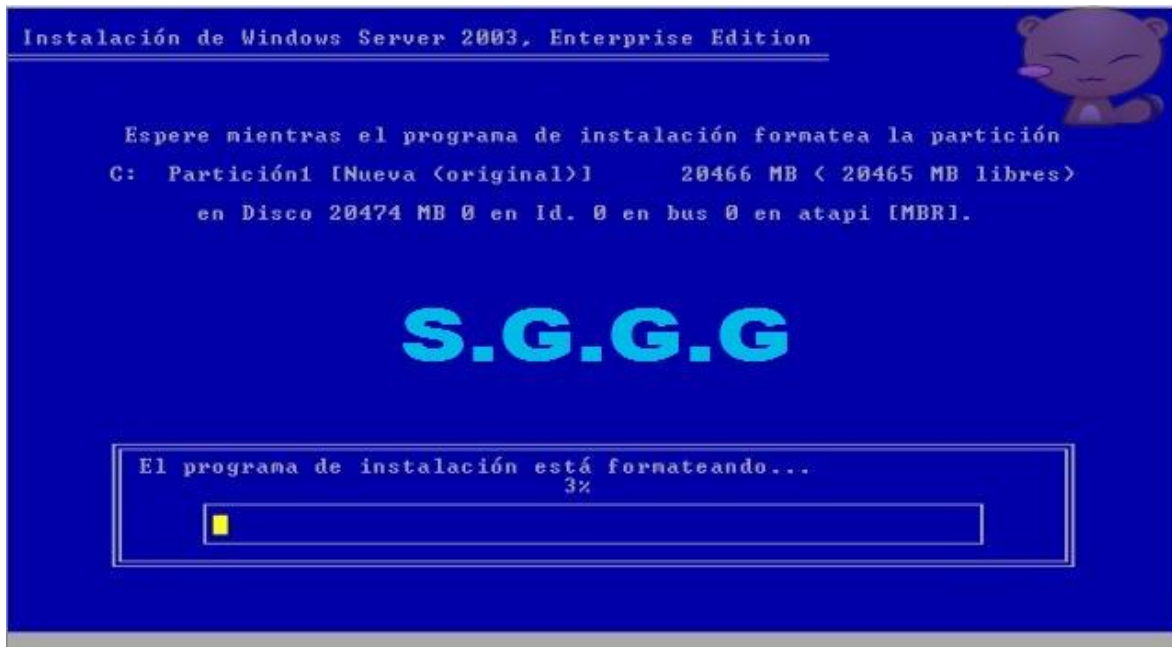 Instalación de Windows Server 2003, Enterprise Edition
Espere mientras el programa de instalación formatea la partición
C: Partición1 [Nueva (original)] 20466 MB ( 20465 MB libres)
en Disco 20474 MB 0 en Id. 0 en bus 0 en atapi [MBR].
S.G.G.G
El programa de instalación está formateando...
3%